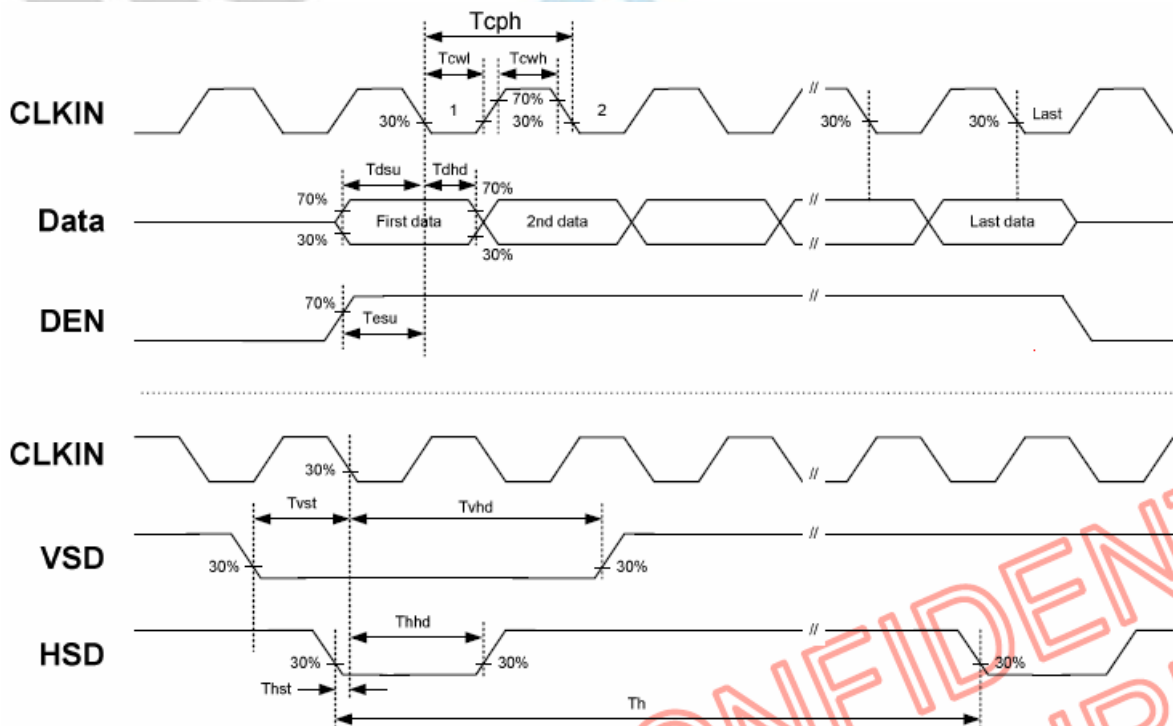 Tcph
Tcwl Tcwh
CLKIN
70%
30% 1 30% 2 30% 30% Last
Tdsu Tdhd
70% 70%
Data First data 2nd data // Last data
30% 30%
//
70%
DEN
Tesu
CLKIN
30% //
Tvst Tvhd
//
VSD
30% 30%
Thhd
//
HSD
30% 30% 30%
Thst
Th
CONFIDENT